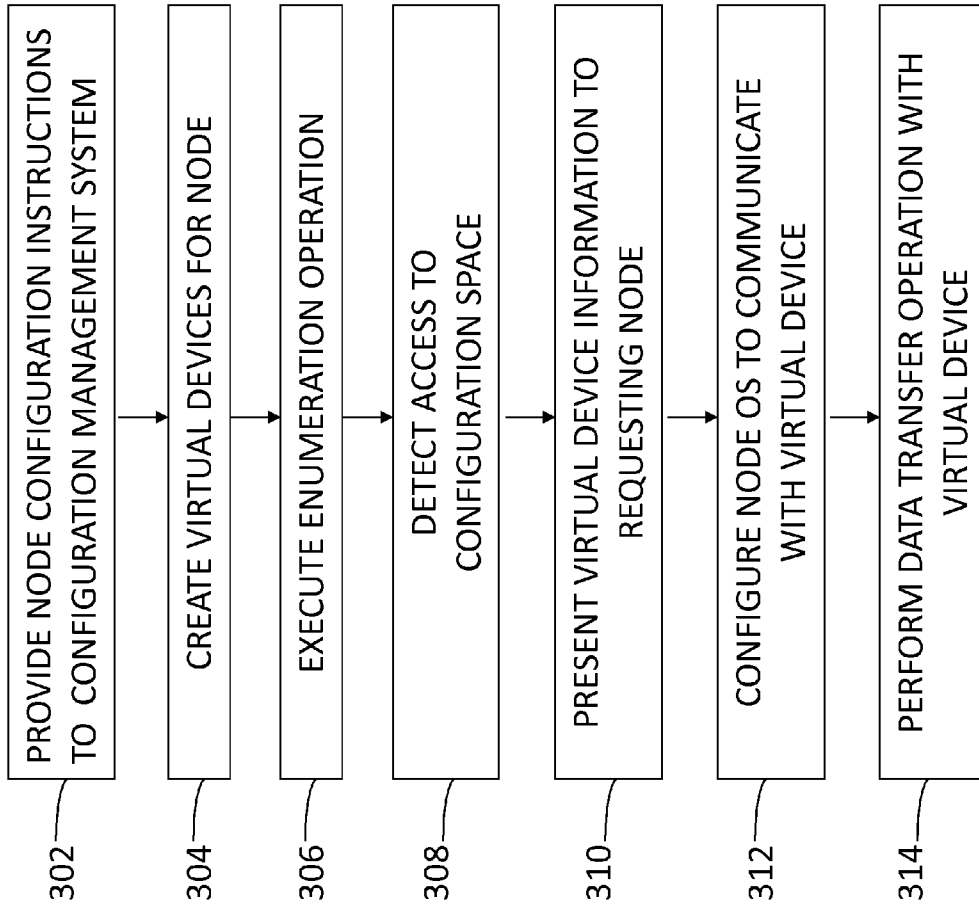 302
PROVIDE NODE CONFIGURATION INSTRUCTIONS
TO CONFIGURATION MANAGEMENT SYSTEM
304
CREATE VIRTUAL DEVICES FOR NODE
306
EXECUTE ENUMERATION OPERATION
308
DETECT ACCESS TO
CONFIGURATION SPACE
310
PRESENT VIRTUAL DEVICE INFORMATION TO
REQUESTING NODE
312
CONFIGURE NODE OS TO COMMUNICATE
WITH VIRTUAL DEVICE
314
PERFORM DATA TRANSFER OPERATION WITH
VIRTUAL DEVICE